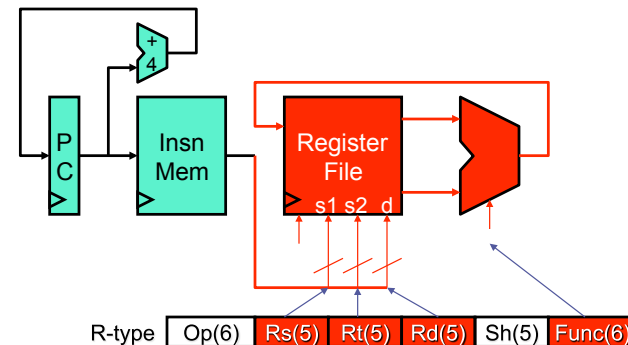 +
4
P
C
Insn
Mem
Register
File
s1 s2 d
R-type Op(6) Rs(5) Rt(5) Rd(5) Sh(5) Func(6)